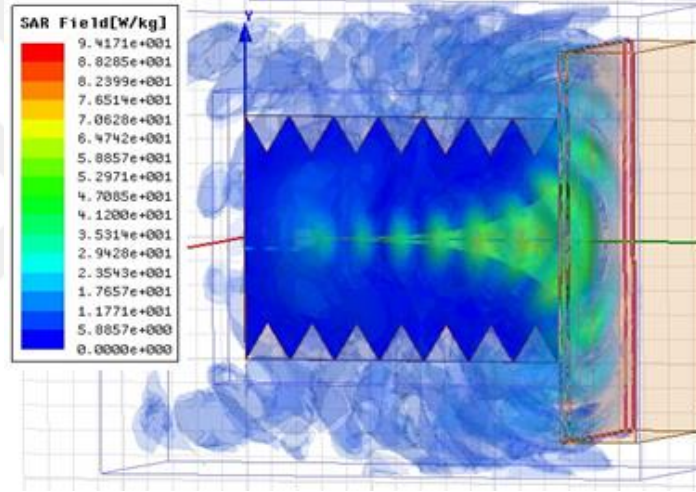 SAR Field[W/kg]
9.4171e+001
8.8285e+001
8.2399e+001
7.6514e+001
7.0628e+001
6.4742e+001
5.8857e+001
5.2971e+001
4.7085e+001
4.1200e+001
3.5314e+001
2.9428e+001
2.3543e+001
1.7657e+001
1.1771e+001
5.8857e+000
0.0000e+000
Y